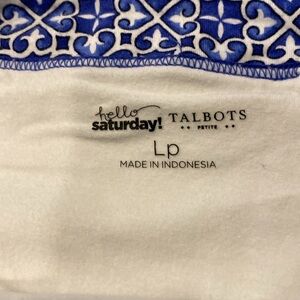 hello
saturday! TALBOTS
•• PETITE ••
Lp
MADE IN INDONESIA